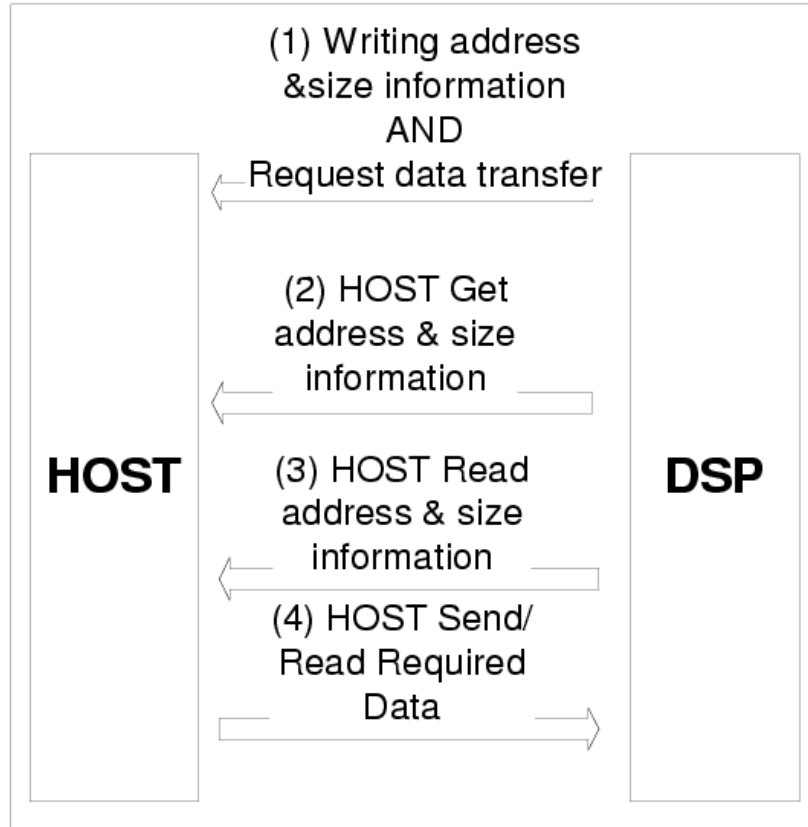 (1) Writing address
&size information
AND
Request data transfer
(2) HOST Get
address & size
information
HOST
(3) HOST Read
address & size
information
DSP
(4) HOST Send/
Read Required
Data